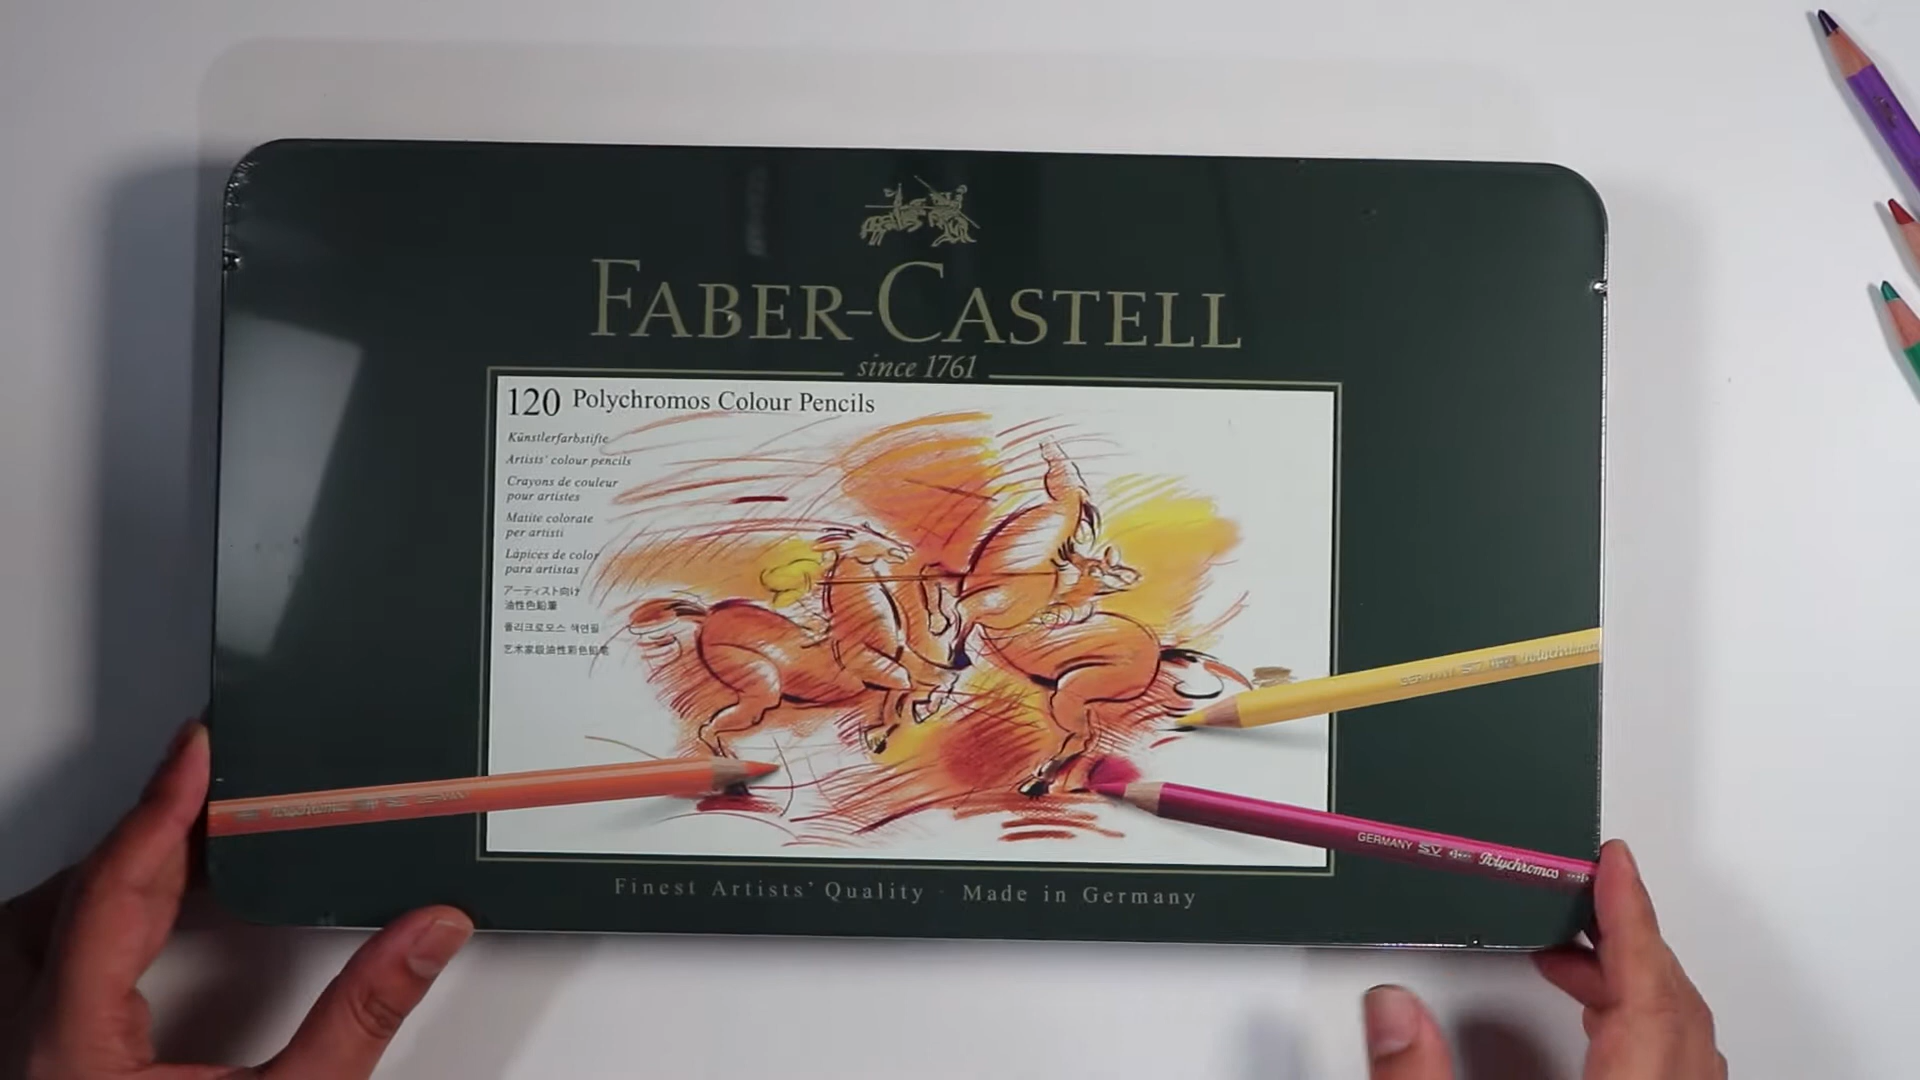 FABER-CASTELL
since 1761
120 Polychromos Colour Pencils
Künstlerfarbstifte
Artists' colour pencils
Crayons de couleur
pour artistes
Matite colorate
per artisti
Lápices de color
para artistas
アーティスト向け
油性色鉛筆
폴리크로모스 색연필
艺术家级油性彩色铅笔
Polychromos
GERMANY SV Polychromos
Finest Artists' Quality · Made in Germany